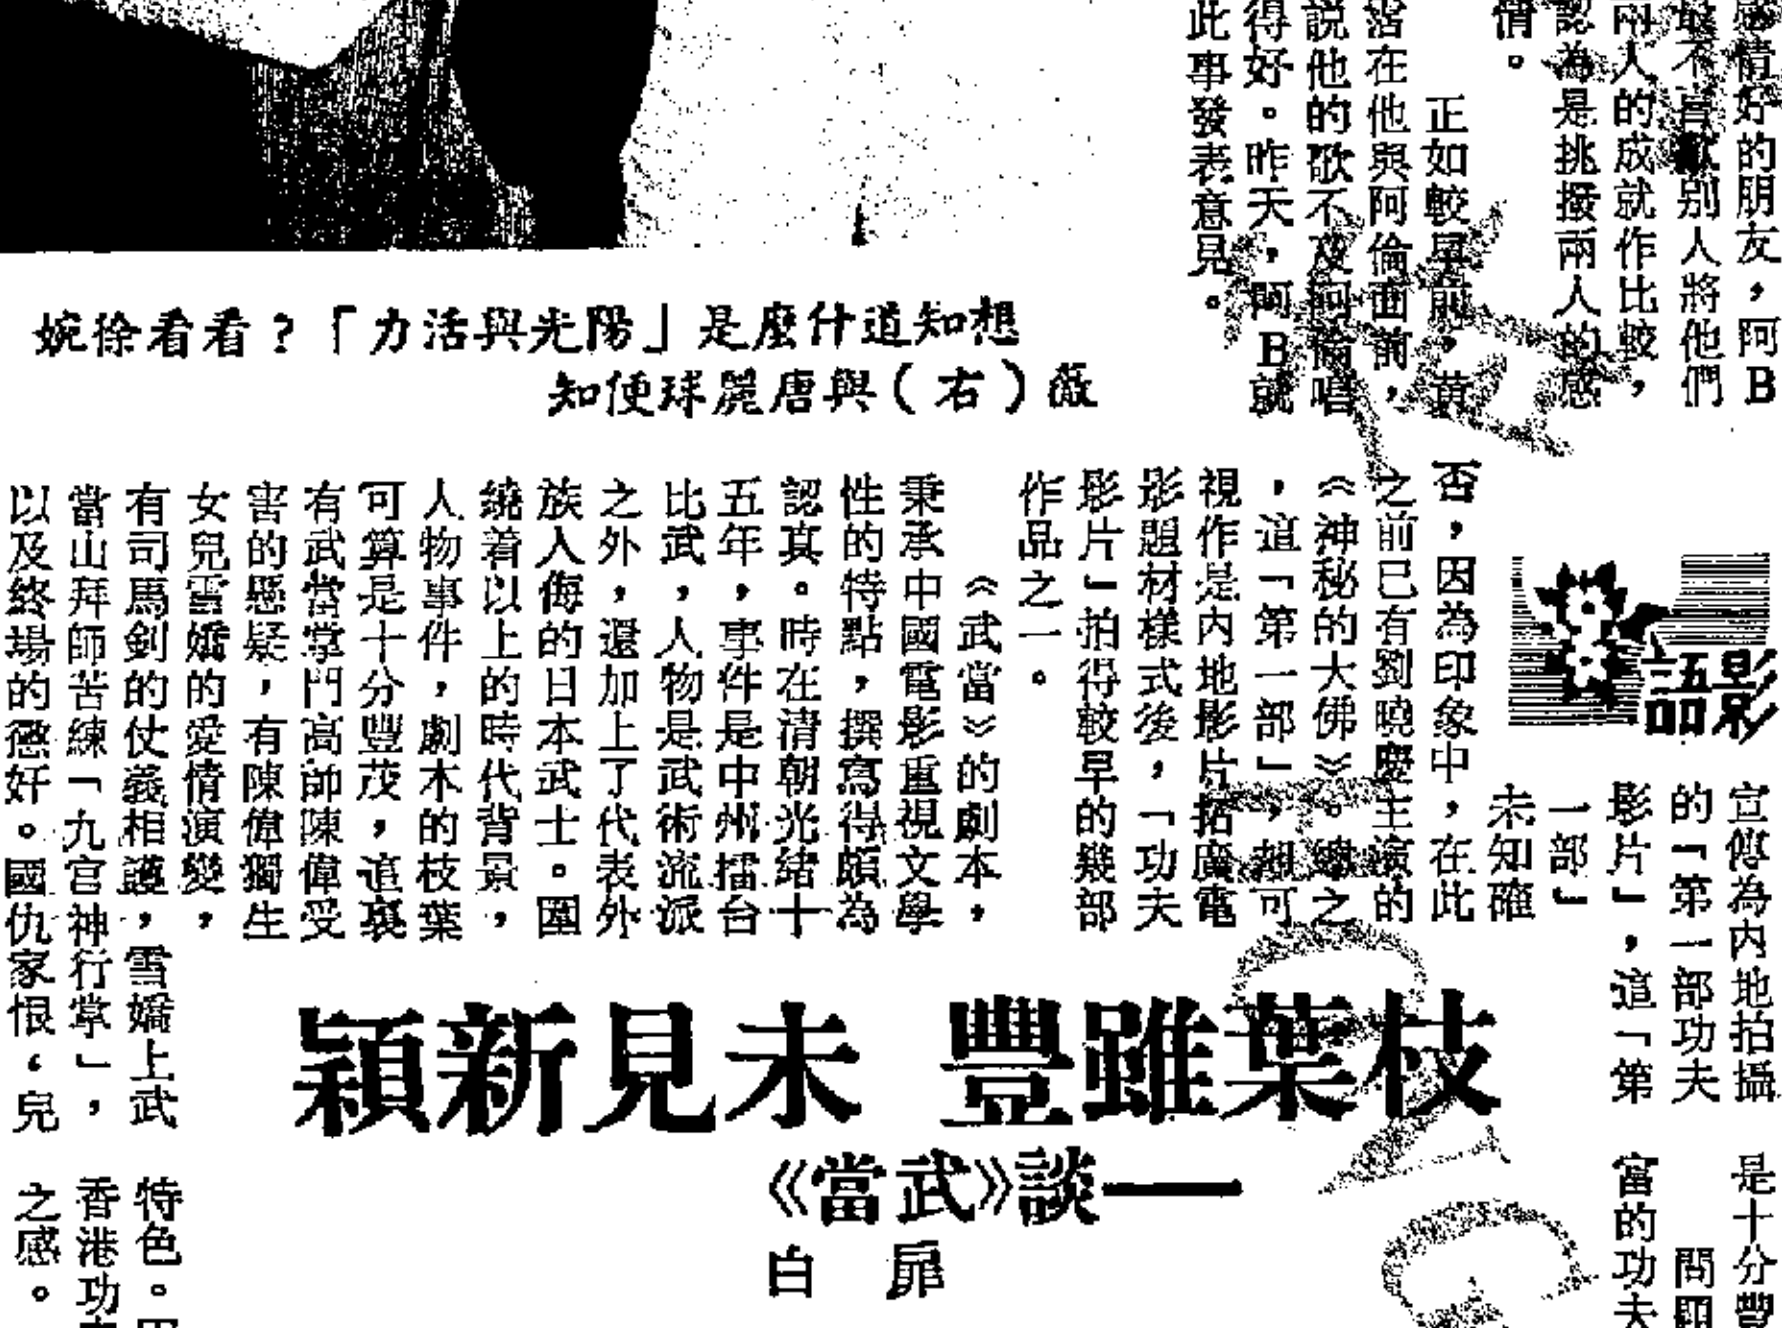 感情好的朋友，阿B
最不喜歡别人將他們
兩人的成就作比較，
認為是挑撥兩人的感
情。
正如較早前，黃
沾在他與阿倫面前，
説他的歌不及阿倫唱
得好。昨天，阿B就
此事發表意見。
想知道什麼是「陽光與活力」？看看徐婉
薇（右）與唐麗球便知
影語
枝葉雖豐 未見新穎
——談《武當》
扉白
宣傳為内地拍攝
的「第一部功夫
影片」，這「第
一部」
未知確
否，因為印象中，在此
之前已有劉曉慶主演的
《神秘的大佛》。總之
，這「第一部」，想可
視作是内地影片拓廣電
影題材樣式後，「功夫
影片」拍得較早的幾部
作品之一。
《武當》的劇本，
秉承中國電影重視文學
性的特點，撰寫得頗為
認真。時在清朝光緒十
五年，事件是中州擂台
比武，人物是武術流派
之外，還加上了代表外
族入侮的日本武士。圍
繞着以上的時代背景，
人物事件，劇本的枝葉
可算是十分豐茂，這裏
有武當掌門高師陳偉受
害的懸疑，有陳偉獨生
女兒雪嬌的愛情演變，
有司馬釗的仗義相護，雪嬌上武
當山拜師苦練「九宮神行掌」，
以及終場的懲奸。國仇家恨，兒
是十分豐
問題
富的功夫
特色。
香港功
之感。